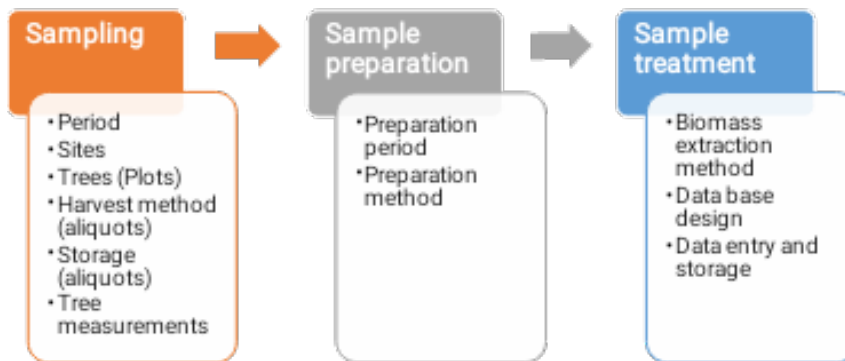 Sampling
• Period
• Sites
• Trees (Plots)
• Harvest method
(aliquots)
• Storage
(aliquots)
• Tree
measurements
Sample
preparation
• Preparation
period
• Preparation
method
Sample
treatment
• Biomass
extraction
method
• Data base
design
• Data entry and
storage